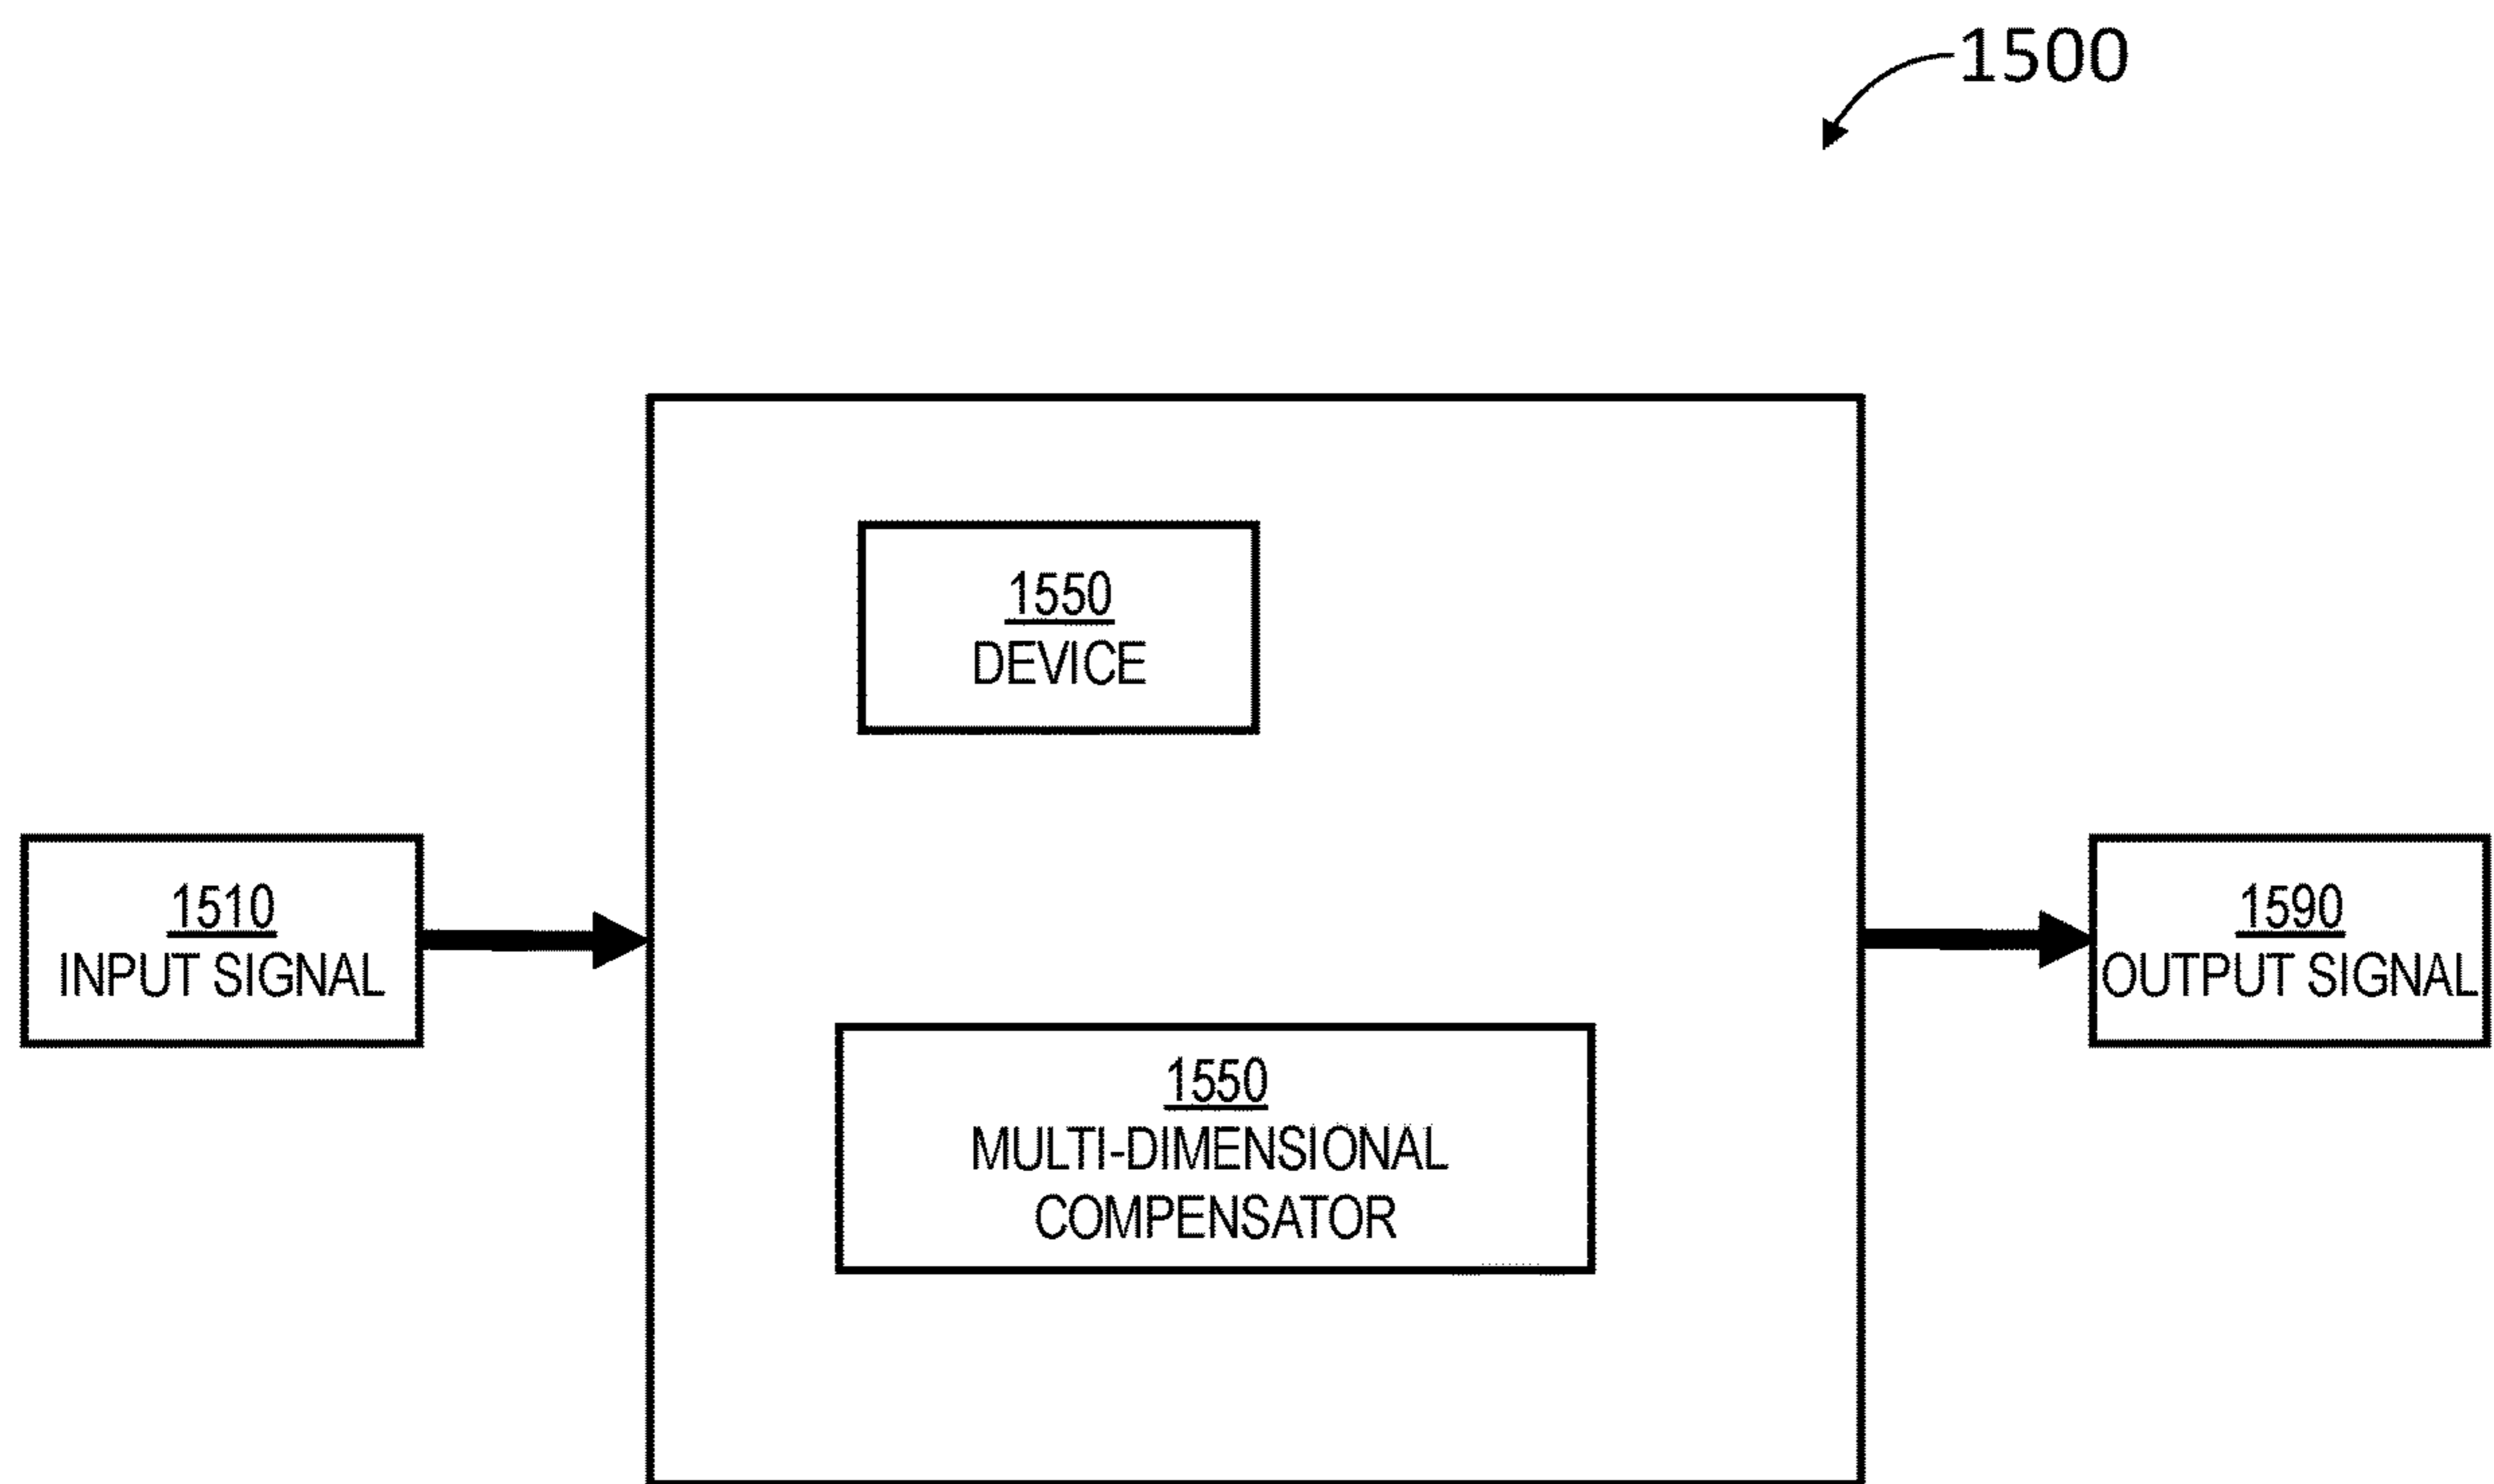 1500
1550
DEVICE
1510
INPUT SIGNAL
1590
OUTPUT SIGNAL
1550
MULTI-DIMENSIONAL
COMPENSATOR